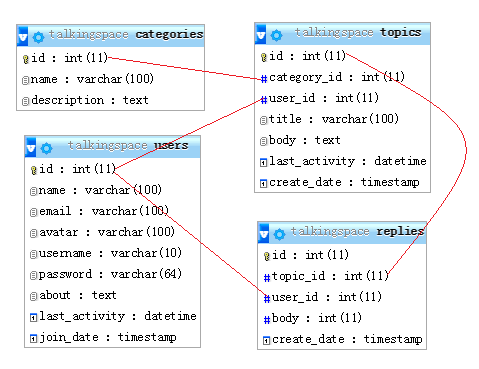 talkingspace categories
id : int(11)
name : varchar(100)
description : text
talkingspace topics
id : int(11)
category_id : int(11)
user_id : int(11)
title : varchar(100)
body : text
last_activity : datetime
create_date : timestamp
talkingspace users
id : int(11)
name : varchar(100)
email : varchar(100)
avatar : varchar(100)
username : varchar(10)
password : varchar(64)
about : text
last_activity : datetime
join_date : timestamp
talkingspace replies
id : int(11)
topic_id : int(11)
user_id : int(11)
body : int(11)
create_date : timestamp